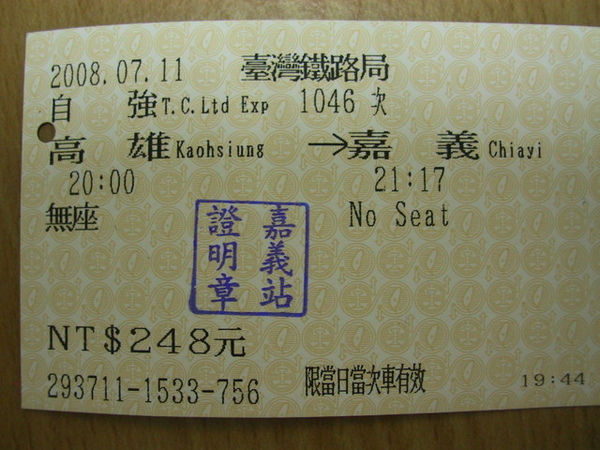 2008.07.11 臺灣鐵路局
自 強 T.C.Ltd Exp 1046 次
高 雄 Kaohsiung →嘉 義 Chiayi
20:00 21:17
無座 No Seat
嘉義站
證明章
NT$248元
293711-1533-756 限當日當次車有效 19:44